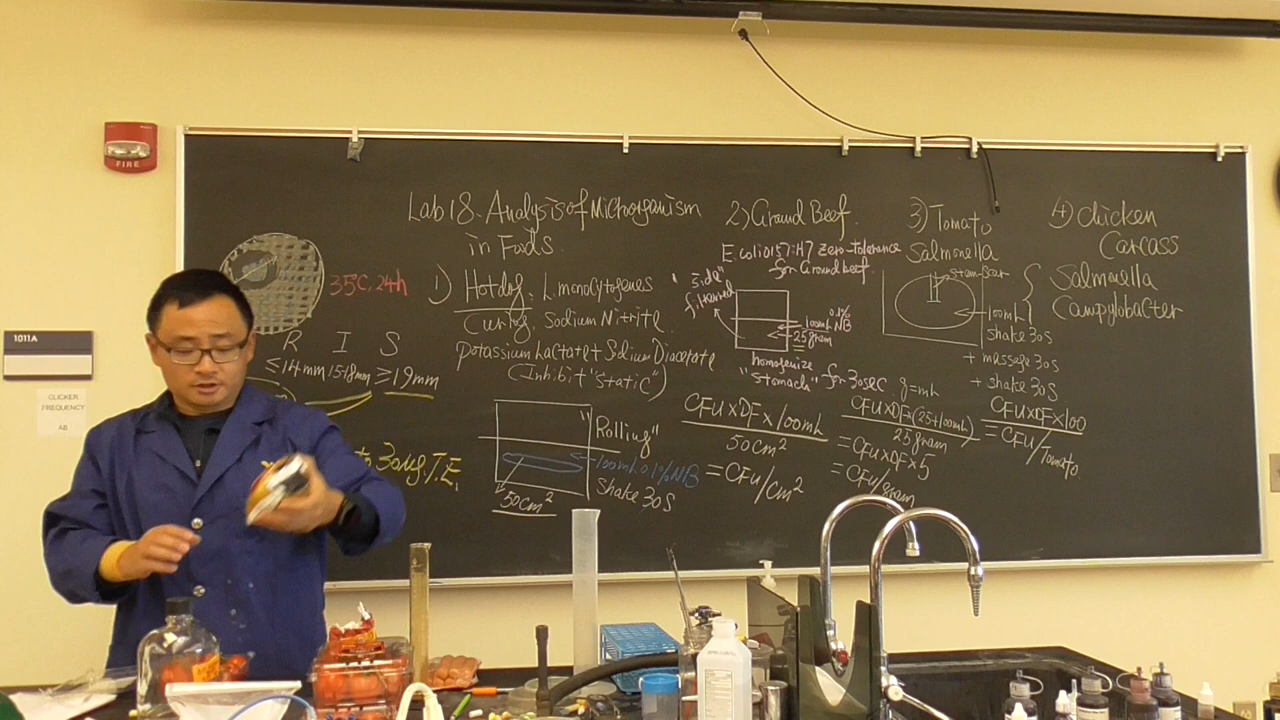 FIRE
1011A
CLICKER
FREQUENCY
AB
35°C, 24h
R I S
≤14mm 15-18mm ≥19mm
30ug T.E.
Lab 18. Analysis of Microorganism
in Foods.
1) Hotdog. L. monocytogenes
Curing. Sodium Nitrite.
potassium Lactate + Sodium Diacetate
(Inhibit "static")
"Rolling"
100ml 0.1% NB
Shake 30S
50cm²
CFU x DF x 100ml
50cm²
= CFU/cm²
2) Ground Beef.
E. coli O157:H7 Zero-tolerance
for Ground beef.
"side"
filtered
0.1%
100ml NB
25gram
homogenize
"Stomach" for 30sec g=ml
CFU x DF x (25+100ml)
25gram
= CFU x DF x 5
= CFU/gram
3) Tomato
Salmonella
Stem-Scar
100ml
Shake 30S
+ message 30s
+ shake 30S
CFU x DF x 100
= CFU/Tomato.
4) chicken
Carcass
Salmonella
Campylobacter